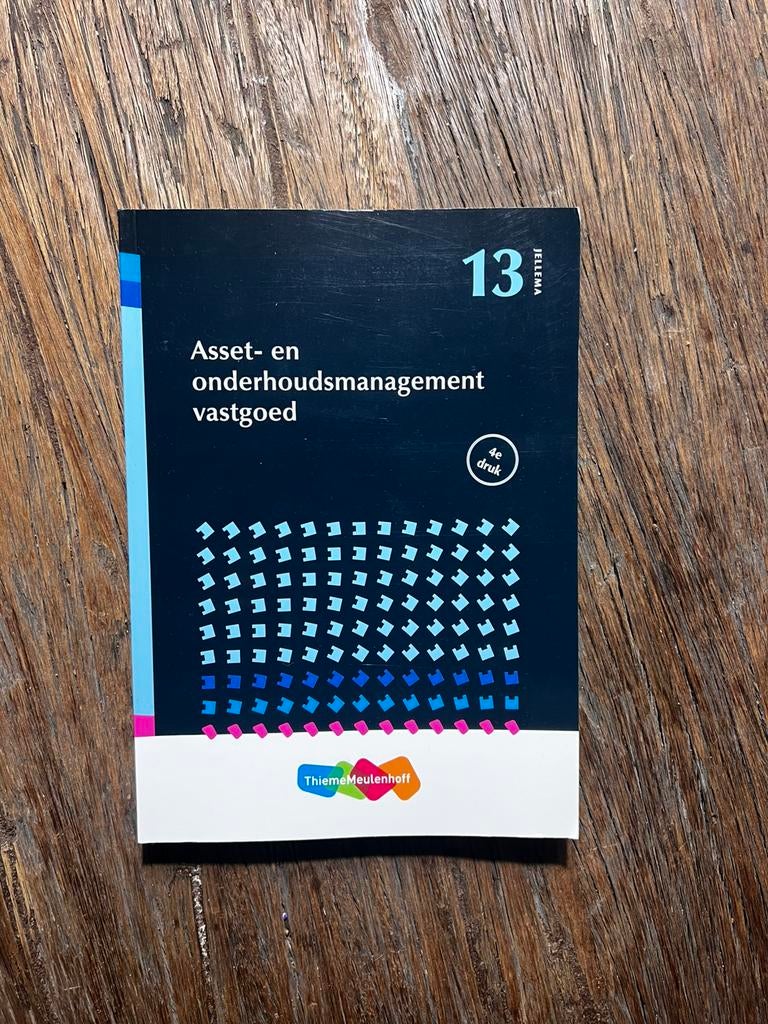 13
JELLEMA
Asset- en
onderhoudsmanagement
vastgoed
4e
druk
ThiemeMeulenhoff